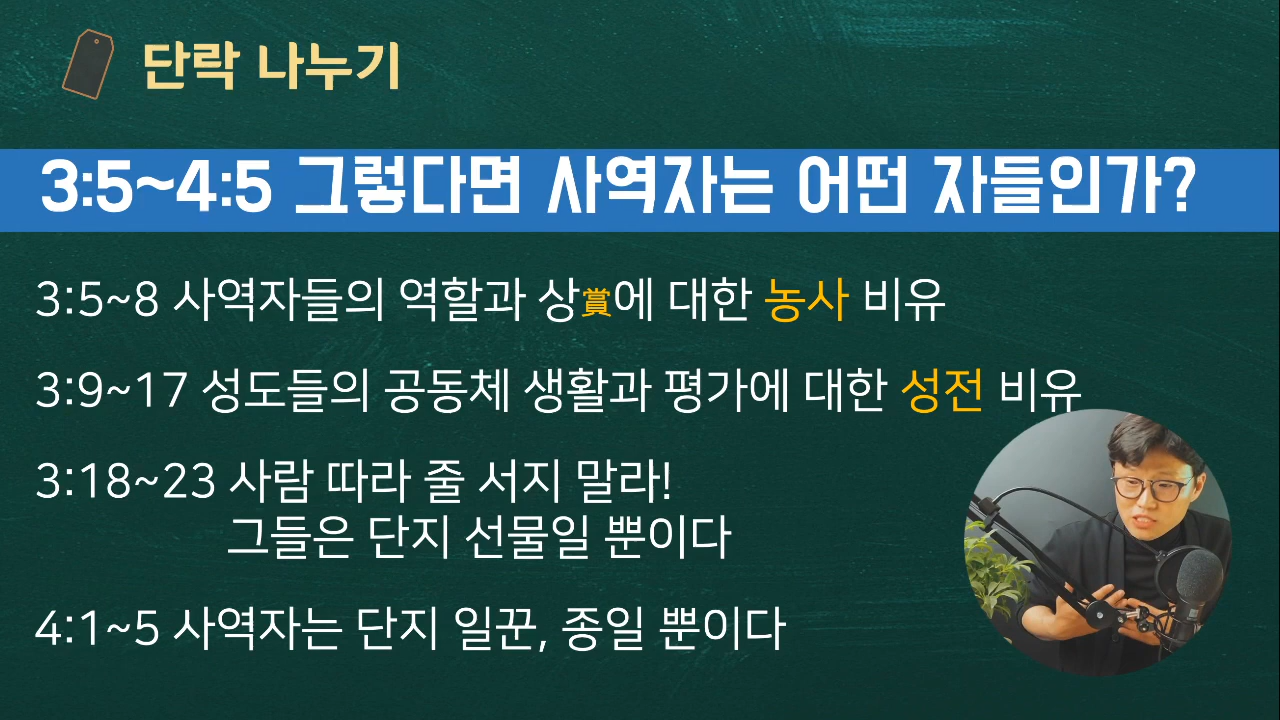 단락 나누기
3:5~4:5 그렇다면 사역자는 어떤 자들인가?
3:5~8 사역자들의 역할과 상賞에 대한 농사 비유
3:9~17 성도들의 공동체 생활과 평가에 대한 성전 비유
3:18~23 사람 따라 줄 서지 말라!
그들은 단지 선물일 뿐이다
4:1~5 사역자는 단지 일꾼, 종일 뿐이다